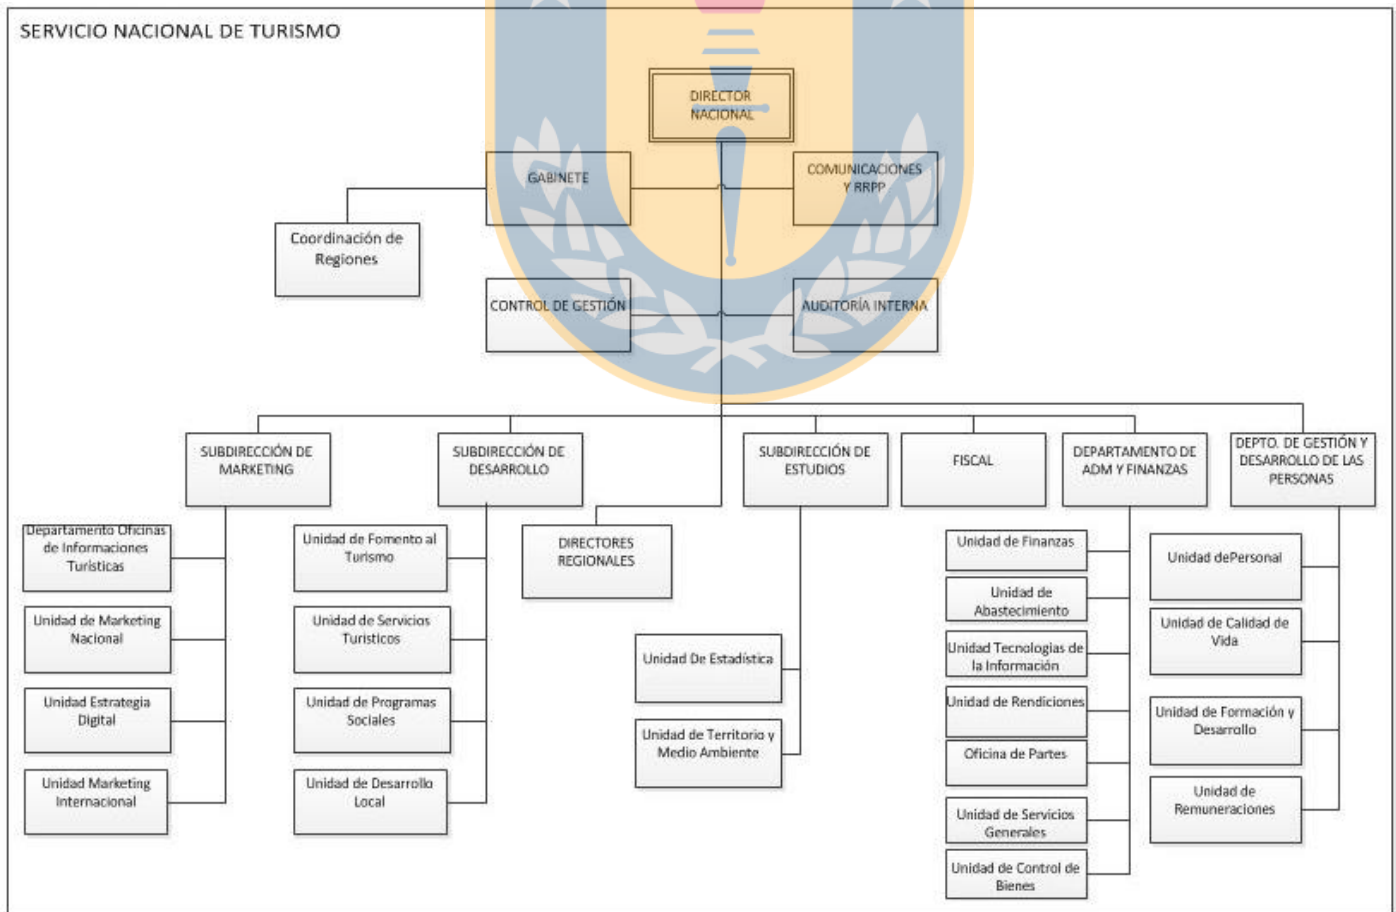 SERVICIO NACIONAL DE TURISMO
DIRECTOR
NACIONAL
GABINETE
COMUNICACIONES
Y RRPP
Coordinación de
Regiones
CONTROL DE GESTIÓN
AUDITORÍA INTERNA
SUBDIRECCIÓN DE
MARKETING
SUBDIRECCIÓN DE
DESARROLLO
SUBDIRECCIÓN DE
ESTUDIOS
FISCAL
DEPARTAMENTO DE
ADM Y FINANZAS
DEPTO. DE GESTIÓN Y
DESARROLLO DE LAS
PERSONAS
Departamento Oficinas
de Informaciones
Turísticas
Unidad de Marketing
Nacional
Unidad Estrategia
Digital
Unidad Marketing
Internacional
Unidad de Fomento al
Turismo
Unidad de Servicios
Turísticos
Unidad de Programas
Sociales
Unidad de Desarrollo
Local
DIRECTORES
REGIONALES
Unidad De Estadística
Unidad de Territorio y
Medio Ambiente
Unidad de Finanzas
Unidad de
Abastecimiento
Unidad Tecnologias de
la Información
Unidad de Rendiciones
Oficina de Partes
Unidad de Servicios
Generales
Unidad de Control de
Bienes
Unidad dePersonal
Unidad de Calidad de
Vida
Unidad de Formación y
Desarrollo
Unidad de
Remuneraciones